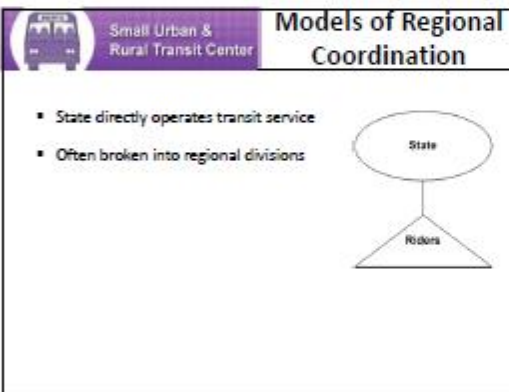 Small Urban &
Rural Transit Center
Models of Regional
Coordination
▪ State directly operates transit service
▪ Often broken into regional divisions
State
Riders